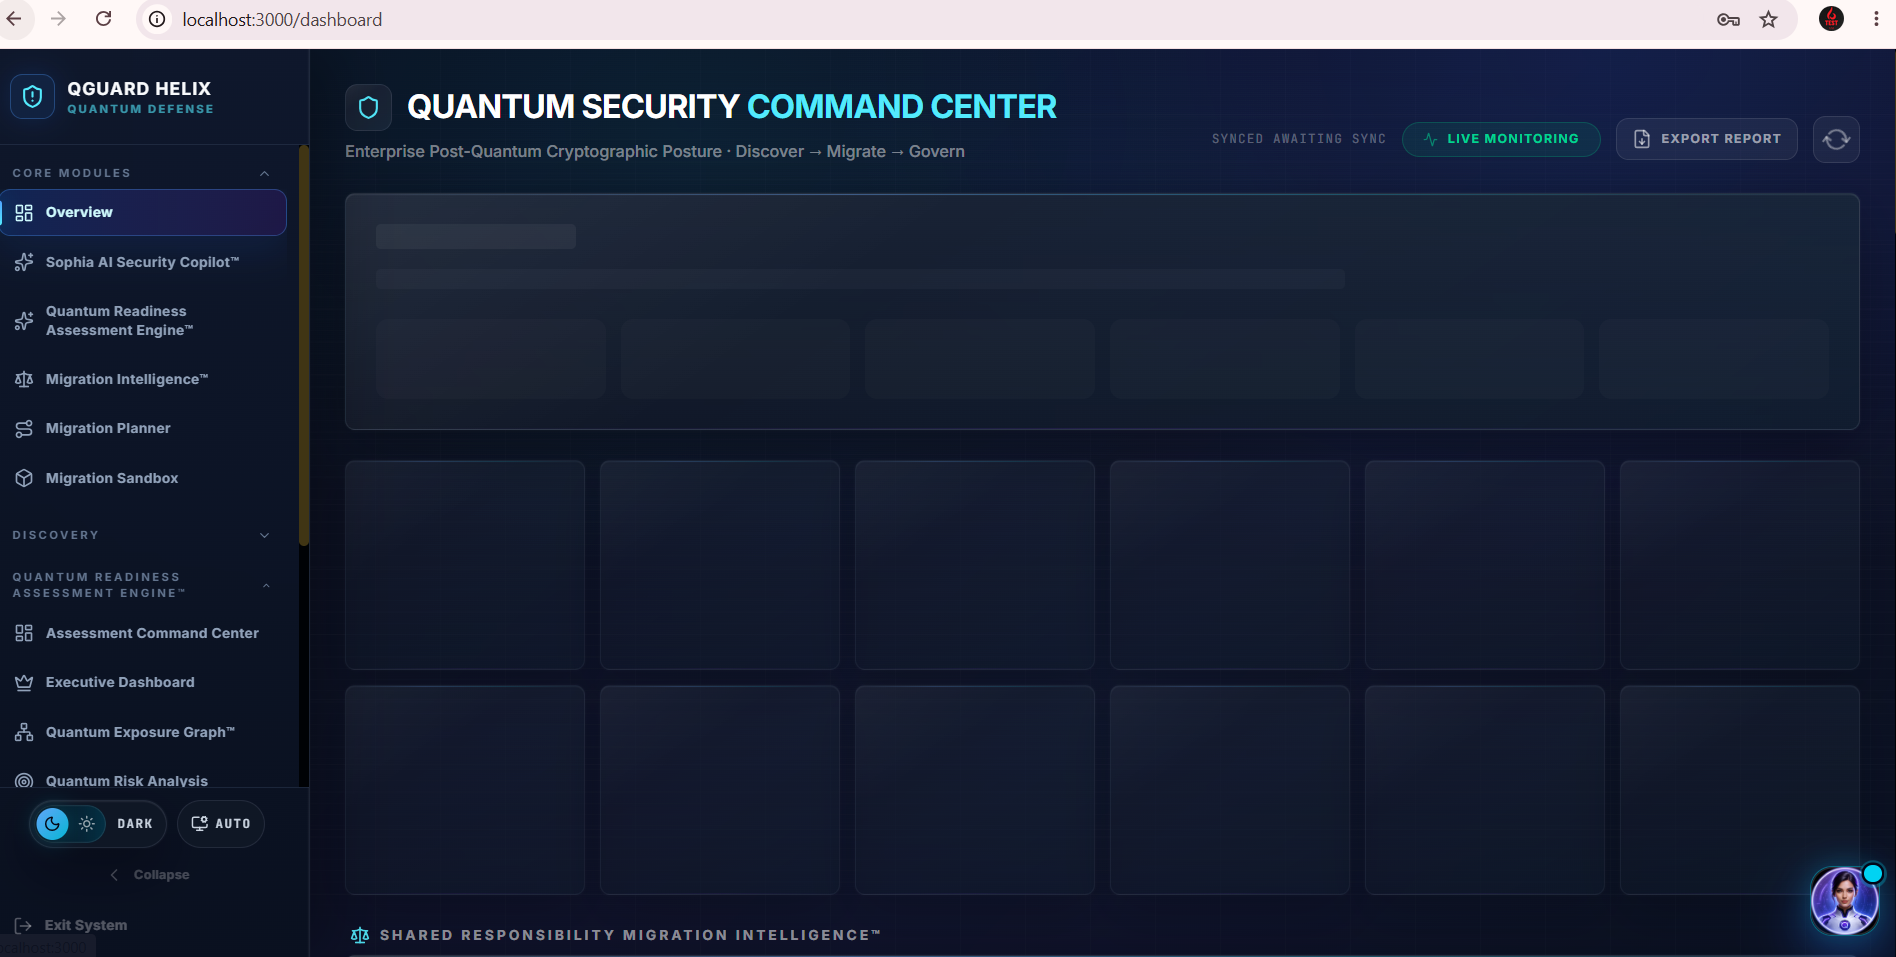 localhost:3000/dashboard
TEST
QGUARD HELIX
QUANTUM DEFENSE
CORE MODULES
Overview
Sophia AI Security Copilot™
Quantum Readiness
Assessment Engine™
Migration Intelligence™
Migration Planner
Migration Sandbox
DISCOVERY
QUANTUM READINESS
ASSESSMENT ENGINE™
Assessment Command Center
Executive Dashboard
Quantum Exposure Graph™
Quantum Risk Analysis
DARK
AUTO
Collapse
Exit System
localhost:3000
QUANTUM SECURITY COMMAND CENTER
Enterprise Post-Quantum Cryptographic Posture · Discover → Migrate → Govern
SYNCED AWAITING SYNC
LIVE MONITORING
EXPORT REPORT
SHARED RESPONSIBILITY MIGRATION INTELLIGENCE™